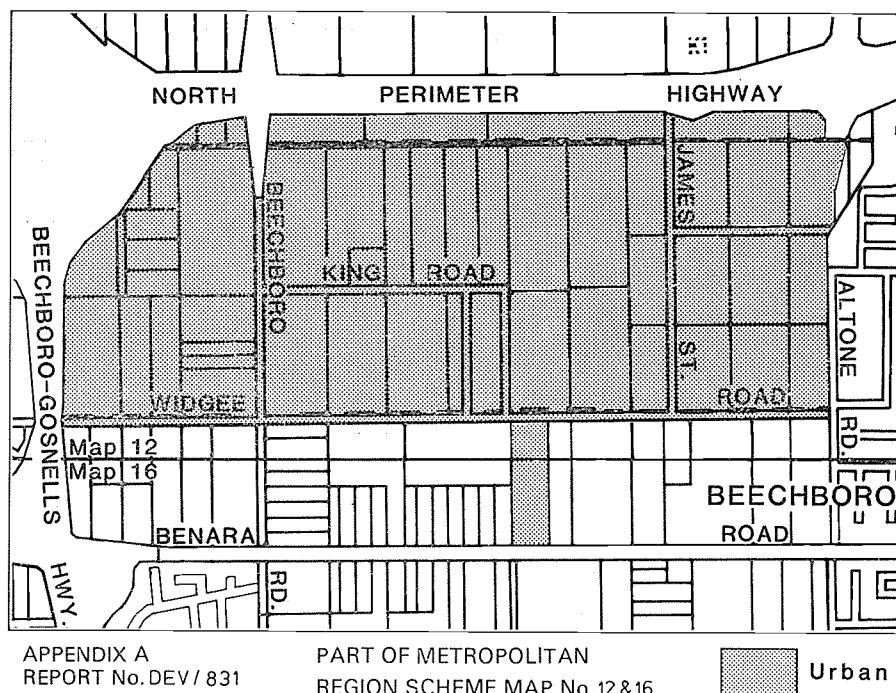 NORTH PERIMETER HIGHWAY
JAMES
ST.
BEECHBORO
RD.
KING ROAD
BEECHBORO-GOSNELLS
HWY.
ALTONE
RD.
WIDGEE ROAD
Map 12
Map 16
BEECHBORO
BENARA ROAD
APPENDIX A
REPORT No. DEV/831
PART OF METROPOLITAN
REGION SCHEME MAP No. 12 & 16
Urban